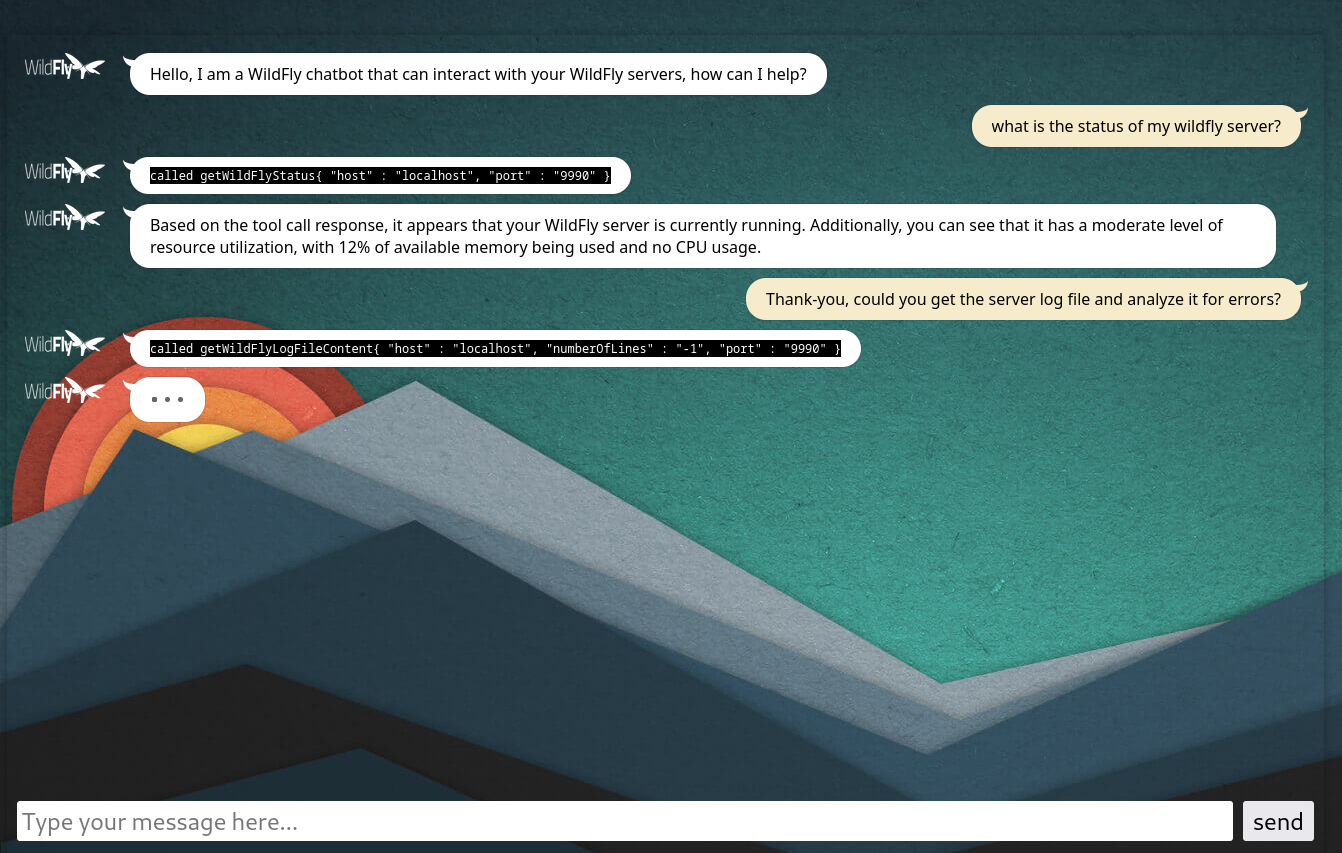 WildFly
Hello, I am a WildFly chatbot that can interact with your WildFly servers, how can I help?
what is the status of my wildfly server?
WildFly
called getWildFlyStatus{ "host" : "localhost", "port" : "9990" }
WildFly
Based on the tool call response, it appears that your WildFly server is currently running. Additionally, you can see that it has a moderate level of
resource utilization, with 12% of available memory being used and no CPU usage.
Thank-you, could you get the server log file and analyze it for errors?
WildFly
called getWildFlyLogFileContent{ "host" : "localhost", "numberOfLines" : "-1", "port" : "9990" }
WildFly
Type your message here...
send